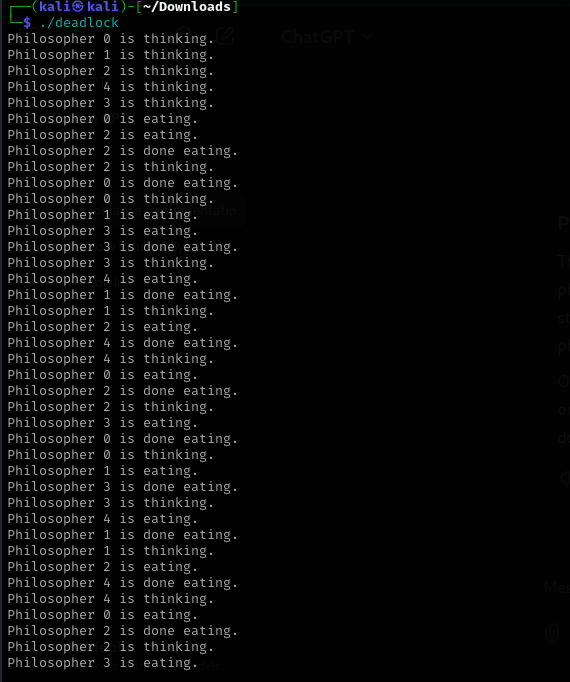 ┌──(kali㉿kali)-[~/Downloads]
└─$ ./deadlock
Philosopher 0 is thinking.
Philosopher 1 is thinking.
Philosopher 2 is thinking.
Philosopher 4 is thinking.
Philosopher 3 is thinking.
Philosopher 0 is eating.
Philosopher 2 is eating.
Philosopher 2 is done eating.
Philosopher 2 is thinking.
Philosopher 0 is done eating.
Philosopher 0 is thinking.
Philosopher 1 is eating.
Philosopher 3 is eating.
Philosopher 3 is done eating.
Philosopher 3 is thinking.
Philosopher 4 is eating.
Philosopher 1 is done eating.
Philosopher 1 is thinking.
Philosopher 2 is eating.
Philosopher 4 is done eating.
Philosopher 4 is thinking.
Philosopher 0 is eating.
Philosopher 2 is done eating.
Philosopher 2 is thinking.
Philosopher 3 is eating.
Philosopher 0 is done eating.
Philosopher 0 is thinking.
Philosopher 1 is eating.
Philosopher 3 is done eating.
Philosopher 3 is thinking.
Philosopher 4 is eating.
Philosopher 1 is done eating.
Philosopher 1 is thinking.
Philosopher 2 is eating.
Philosopher 4 is done eating.
Philosopher 4 is thinking.
Philosopher 0 is eating.
Philosopher 2 is done eating.
Philosopher 2 is thinking.
Philosopher 3 is eating.
ChatGPT